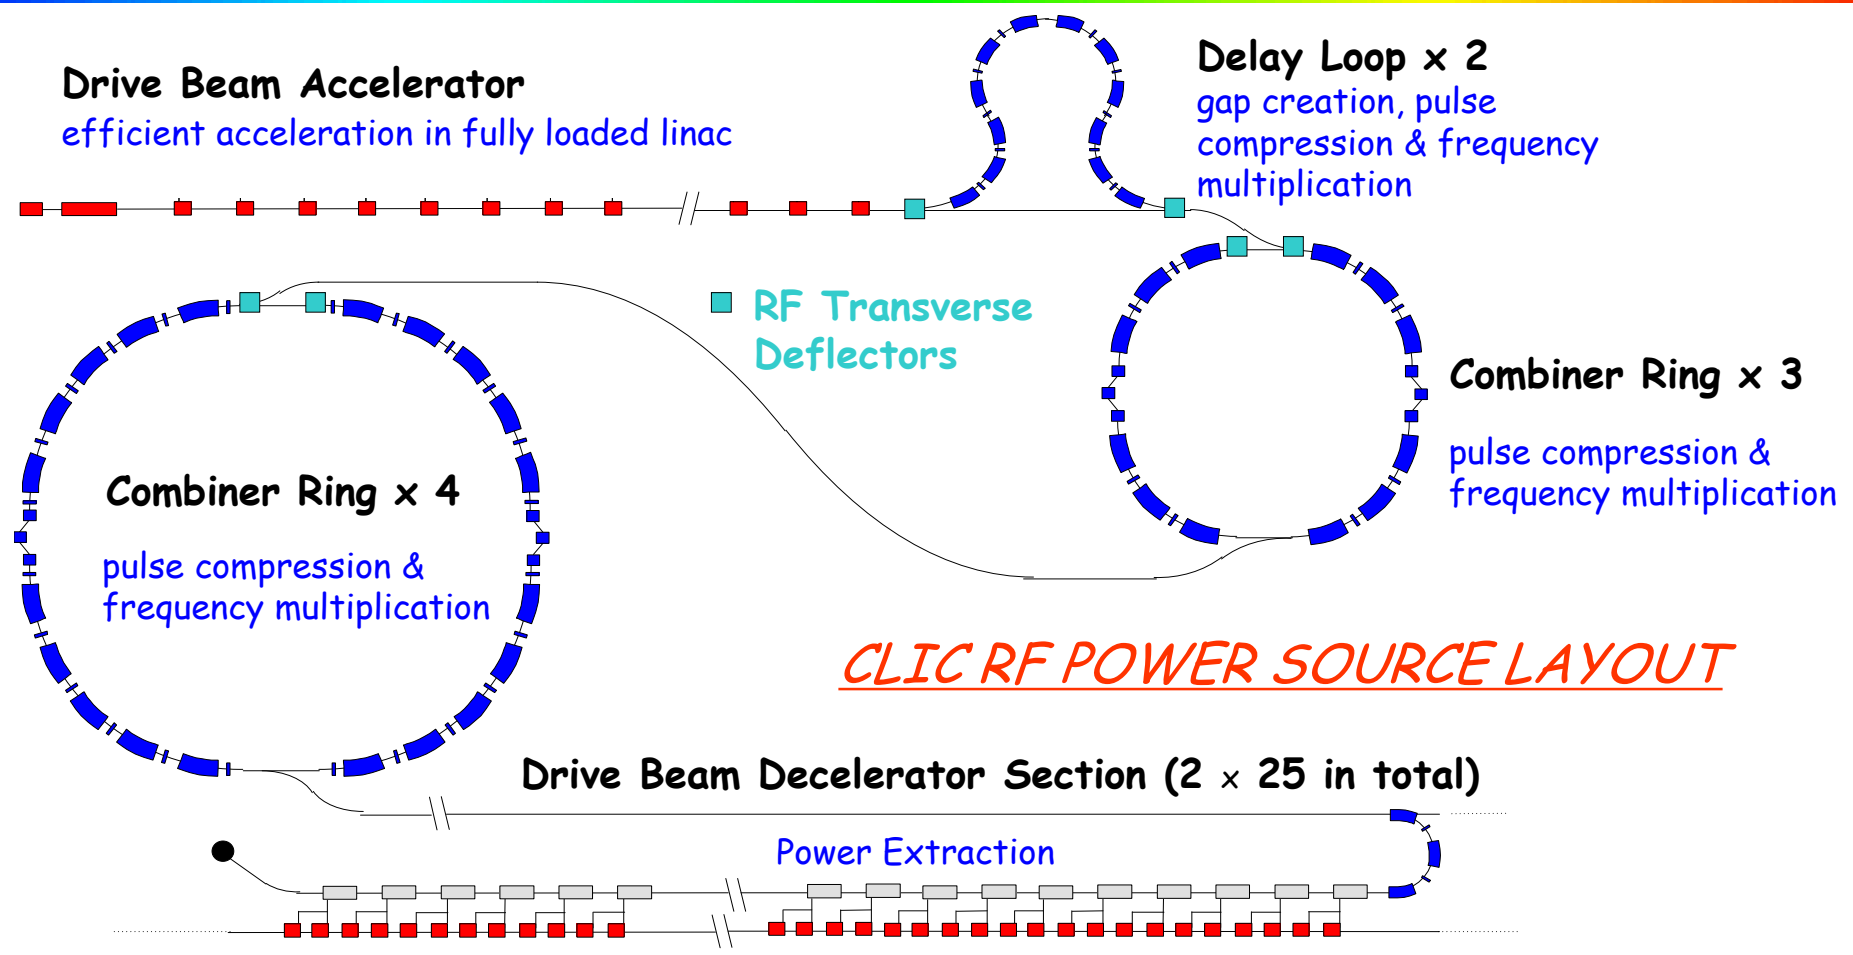 Drive Beam Accelerator
efficient acceleration in fully loaded linac
Delay Loop x 2
gap creation, pulse
compression & frequency
multiplication
RF Transverse
Deflectors
Combiner Ring x 3
pulse compression &
frequency multiplication
Combiner Ring x 4
pulse compression &
frequency multiplication
CLIC RF POWER SOURCE LAYOUT
Drive Beam Decelerator Section (2 x 25 in total)
Power Extraction